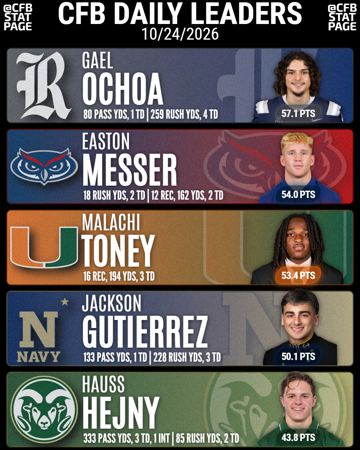 @CFB
STAT
PAGE
CFB DAILY LEADERS
10/24/2026
@CFB
STAT
PAGE
R
GAEL
OCHOA
80 PASS YDS, 1 TD | 259 RUSH YDS, 4 TD
57.1 PTS
EASTON
MESSER
18 RUSH YDS, 2 TD | 12 REC, 162 YDS, 2 TD
54.0 PTS
MALACHI
TONEY
16 REC, 194 YDS, 3 TD
53.4 PTS
N
NAVY
JACKSON
GUTIERREZ
133 PASS YDS, 1 TD | 228 RUSH YDS, 3 TD
50.1 PTS
HAUSS
HEJNY
333 PASS YDS, 3 TD, 1 INT | 85 RUSH YDS, 2 TD
43.8 PTS